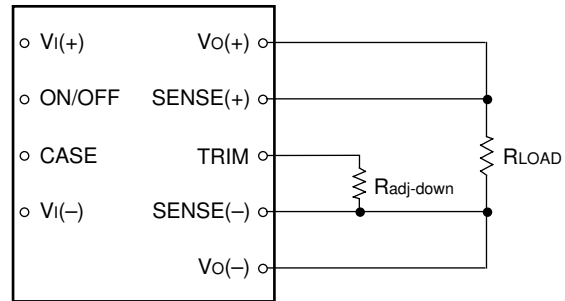 VI(+) VO(+)
ON/OFF SENSE(+)
CASE TRIM
RLOAD
Radj-down
VI(–) SENSE(–)
VO(–)